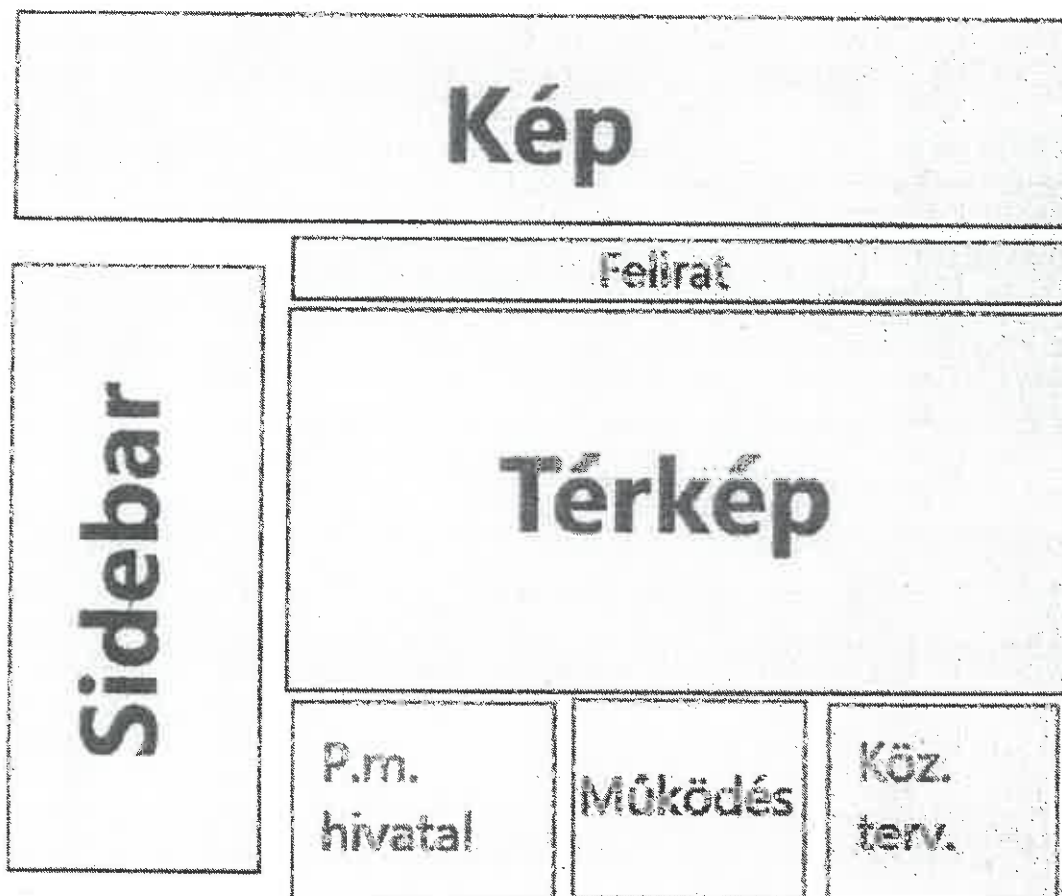 Kép
Felirat
Sidebar
Térkép
P.m.
hivatal
Működés
Köz.
terv.